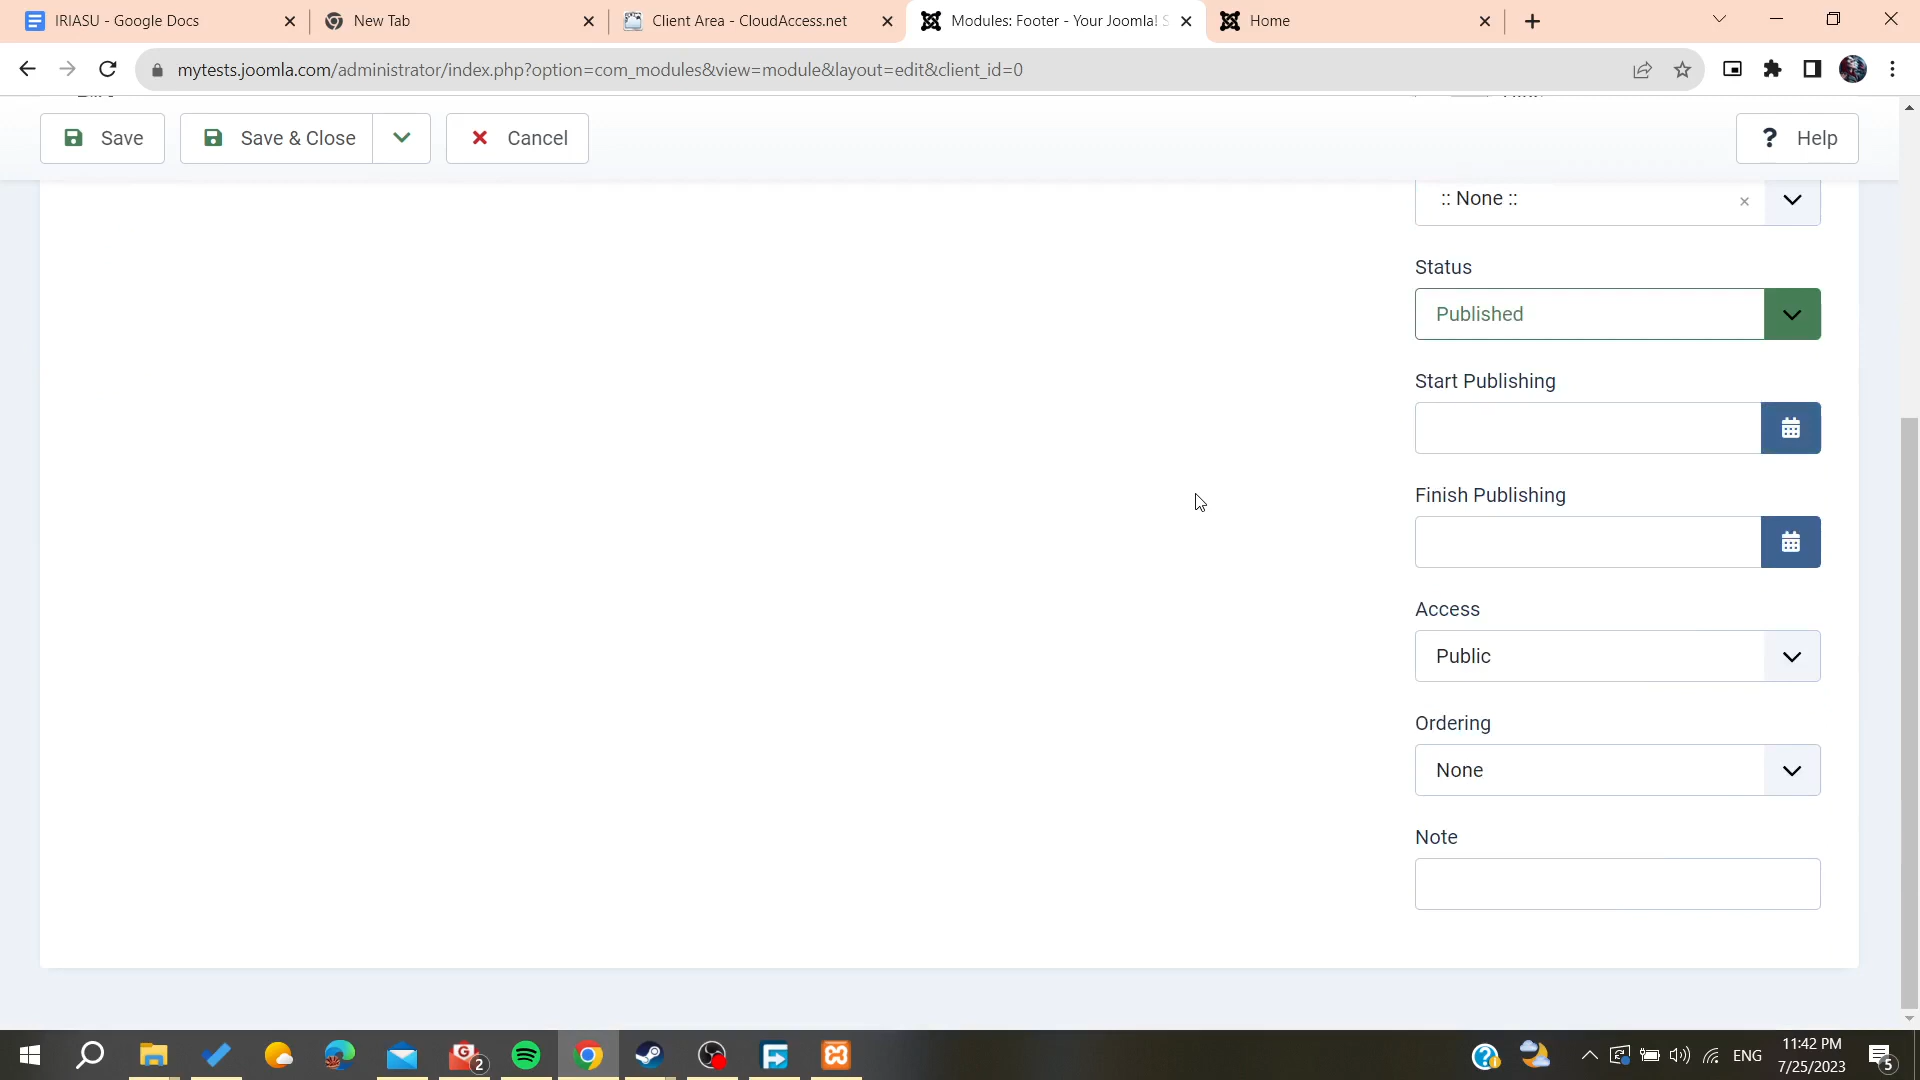 IRIASU - Google Docs
New Tab
Client Area - CloudAccess.net
Modules: Footer - Your Joomla! S
Home
mytests.joomla.com/administrator/index.php?option=com_modules&view=module&layout=edit&client_id=0
Save
Save & Close
Cancel
? Help
:: None ::
Status
Published
Start Publishing
Finish Publishing
Access
Public
Ordering
None
Note
2
ENG
11:42 PM
7/25/2023
5